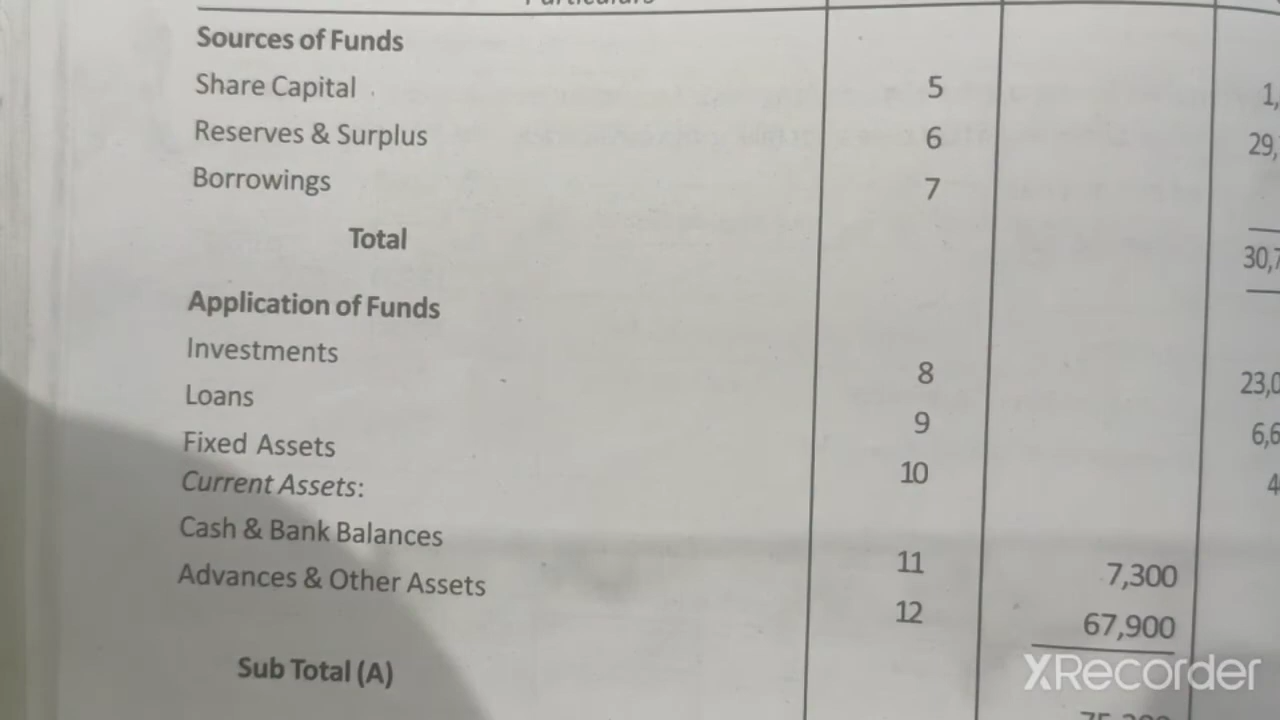 Sources of Funds
Share Capital 5 1,
Reserves & Surplus 6 29,
Borrowings 7
Total 30,7
Application of Funds
Investments 8 23,0
Loans 9 6,6
Fixed Assets 10 4
Current Assets:
Cash & Bank Balances 11 7,300
Advances & Other Assets 12 67,900
Sub Total (A)
XRecorder